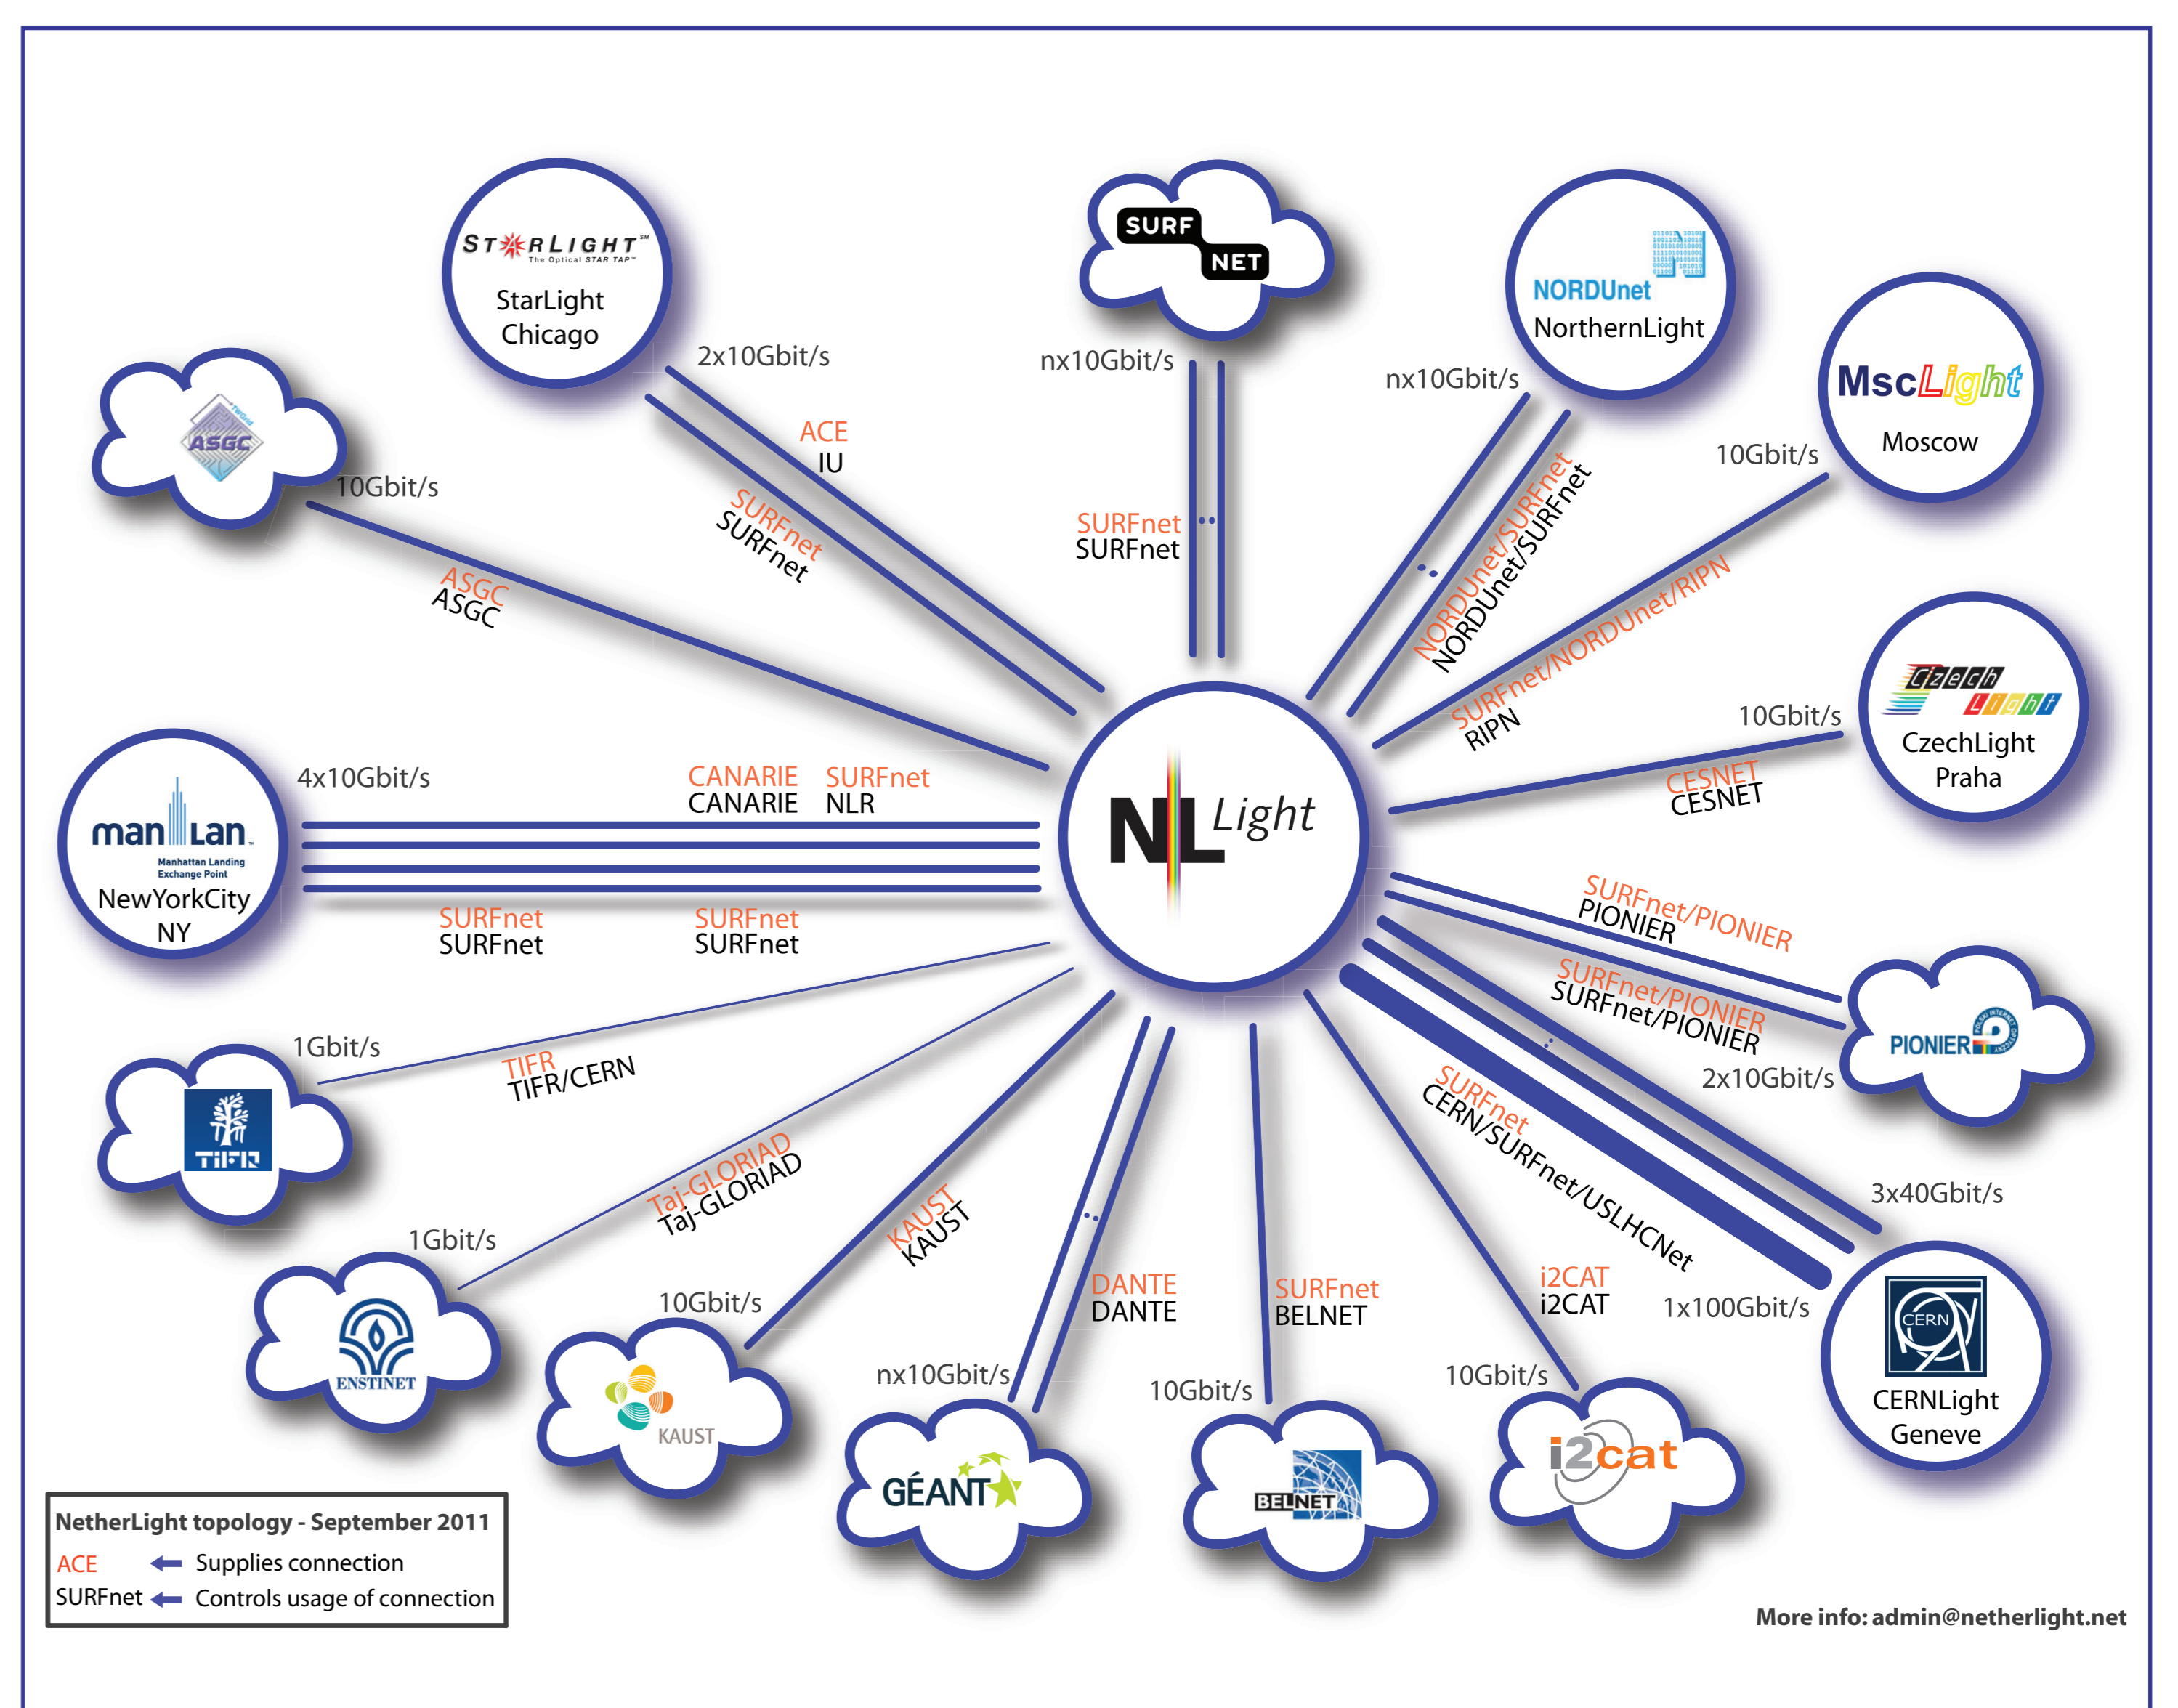 STARLIGHT SM
The Optical STAR TAP
StarLight
Chicago
2x10Gbit/s
ACE
IU
SURFnet
SURFnet
SURF
NET
nx10Gbit/s
SURFnet
SURFnet
NORDUnet
NorthernLight
nx10Gbit/s
NORDUnet/SURFnet
NORDUnet/SURFnet
MscLight
Moscow
10Gbit/s
SURFnet/NORDUnet/RIPN
RIPN
ASGC
10Gbit/s
ASGC
ASGC
Czech
Light
CzechLight
Praha
10Gbit/s
CESNET
CESNET
man Lan
Manhattan Landing
Exchange Point
NewYorkCity
NY
4x10Gbit/s
CANARIE SURFnet
CANARIE NLR
SURFnet SURFnet
SURFnet SURFnet
NL Light
SURFnet/PIONIER
PIONIER
SURFnet/PIONIER
SURFnet/PIONIER
2x10Gbit/s
PIONIER
POLSKI INTERNET OPTYCZNY
TIFR
1Gbit/s
TIFR
TIFR/CERN
ENSTINET
1Gbit/s
Taj-GLORIAD
Taj-GLORIAD
KAUST
10Gbit/s
KAUST
KAUST
GÉANT
nx10Gbit/s
DANTE
DANTE
BELNET
10Gbit/s
SURFnet
BELNET
i2cat
10Gbit/s
i2CAT
i2CAT
SURFnet
CERN/SURFnet/USLHCNet
3x40Gbit/s
1x100Gbit/s
CERN
CERNLight
Geneve
NetherLight topology - September 2011
ACE Supplies connection
SURFnet Controls usage of connection
More info: admin@netherlight.net